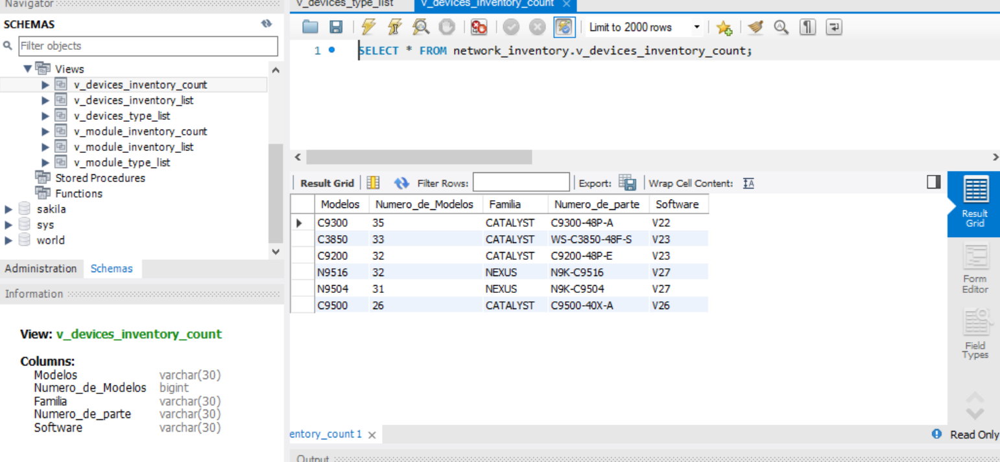 Navigator
SCHEMAS
Filter objects
Views
v_devices_inventory_count
v_devices_inventory_list
v_devices_type_list
v_module_inventory_count
v_module_inventory_list
v_module_type_list
Stored Procedures
Functions
sakila
sys
world
Administration Schemas
Information
View: v_devices_inventory_count
Columns:
Modelos varchar(30)
Numero_de_Modelos bigint
Familia varchar(30)
Numero_de_parte varchar(30)
Software varchar(30)
v_devices_type_list v_devices_inventory_count
Limit to 2000 rows
1 SELECT * FROM network_inventory.v_devices_inventory_count;
Result Grid Filter Rows: Export: Wrap Cell Content:
Modelos Numero_de_Modelos Familia Numero_de_parte Software
C9300 35 CATALYST C9300-48P-A V22
C3850 33 CATALYST WS-C3850-48F-S V23
C9200 32 CATALYST C9200-48P-E V23
N9516 32 NEXUS N9K-C9516 V27
N9504 31 NEXUS N9K-C9504 V27
C9500 26 CATALYST C9500-40X-A V26
Result
Grid
Form
Editor
Field
Types
entory_count 1
Read Only
Output